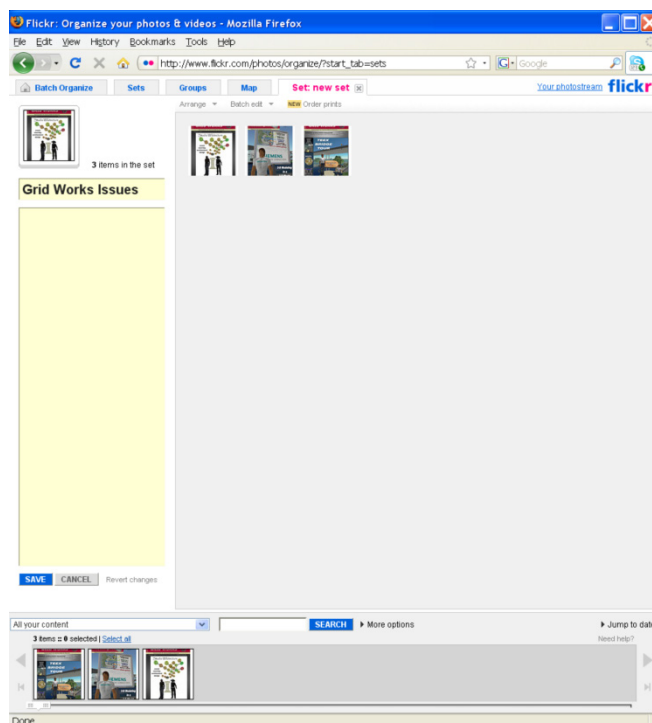 Flickr: Organize your photos & videos - Mozilla Firefox
File Edit View History Bookmarks Tools Help
http://www.flickr.com/photos/organize/?start_tab=sets
G Google
Batch Organize Sets Groups Map Set: new set Your photostream flickr
Arrange Batch edit NEW Order prints
3 items in the set
Grid Works Issues
SAVE CANCEL Revert changes
All your content SEARCH More options Jump to date
3 items :: 0 selected | Select all Need help?
Done